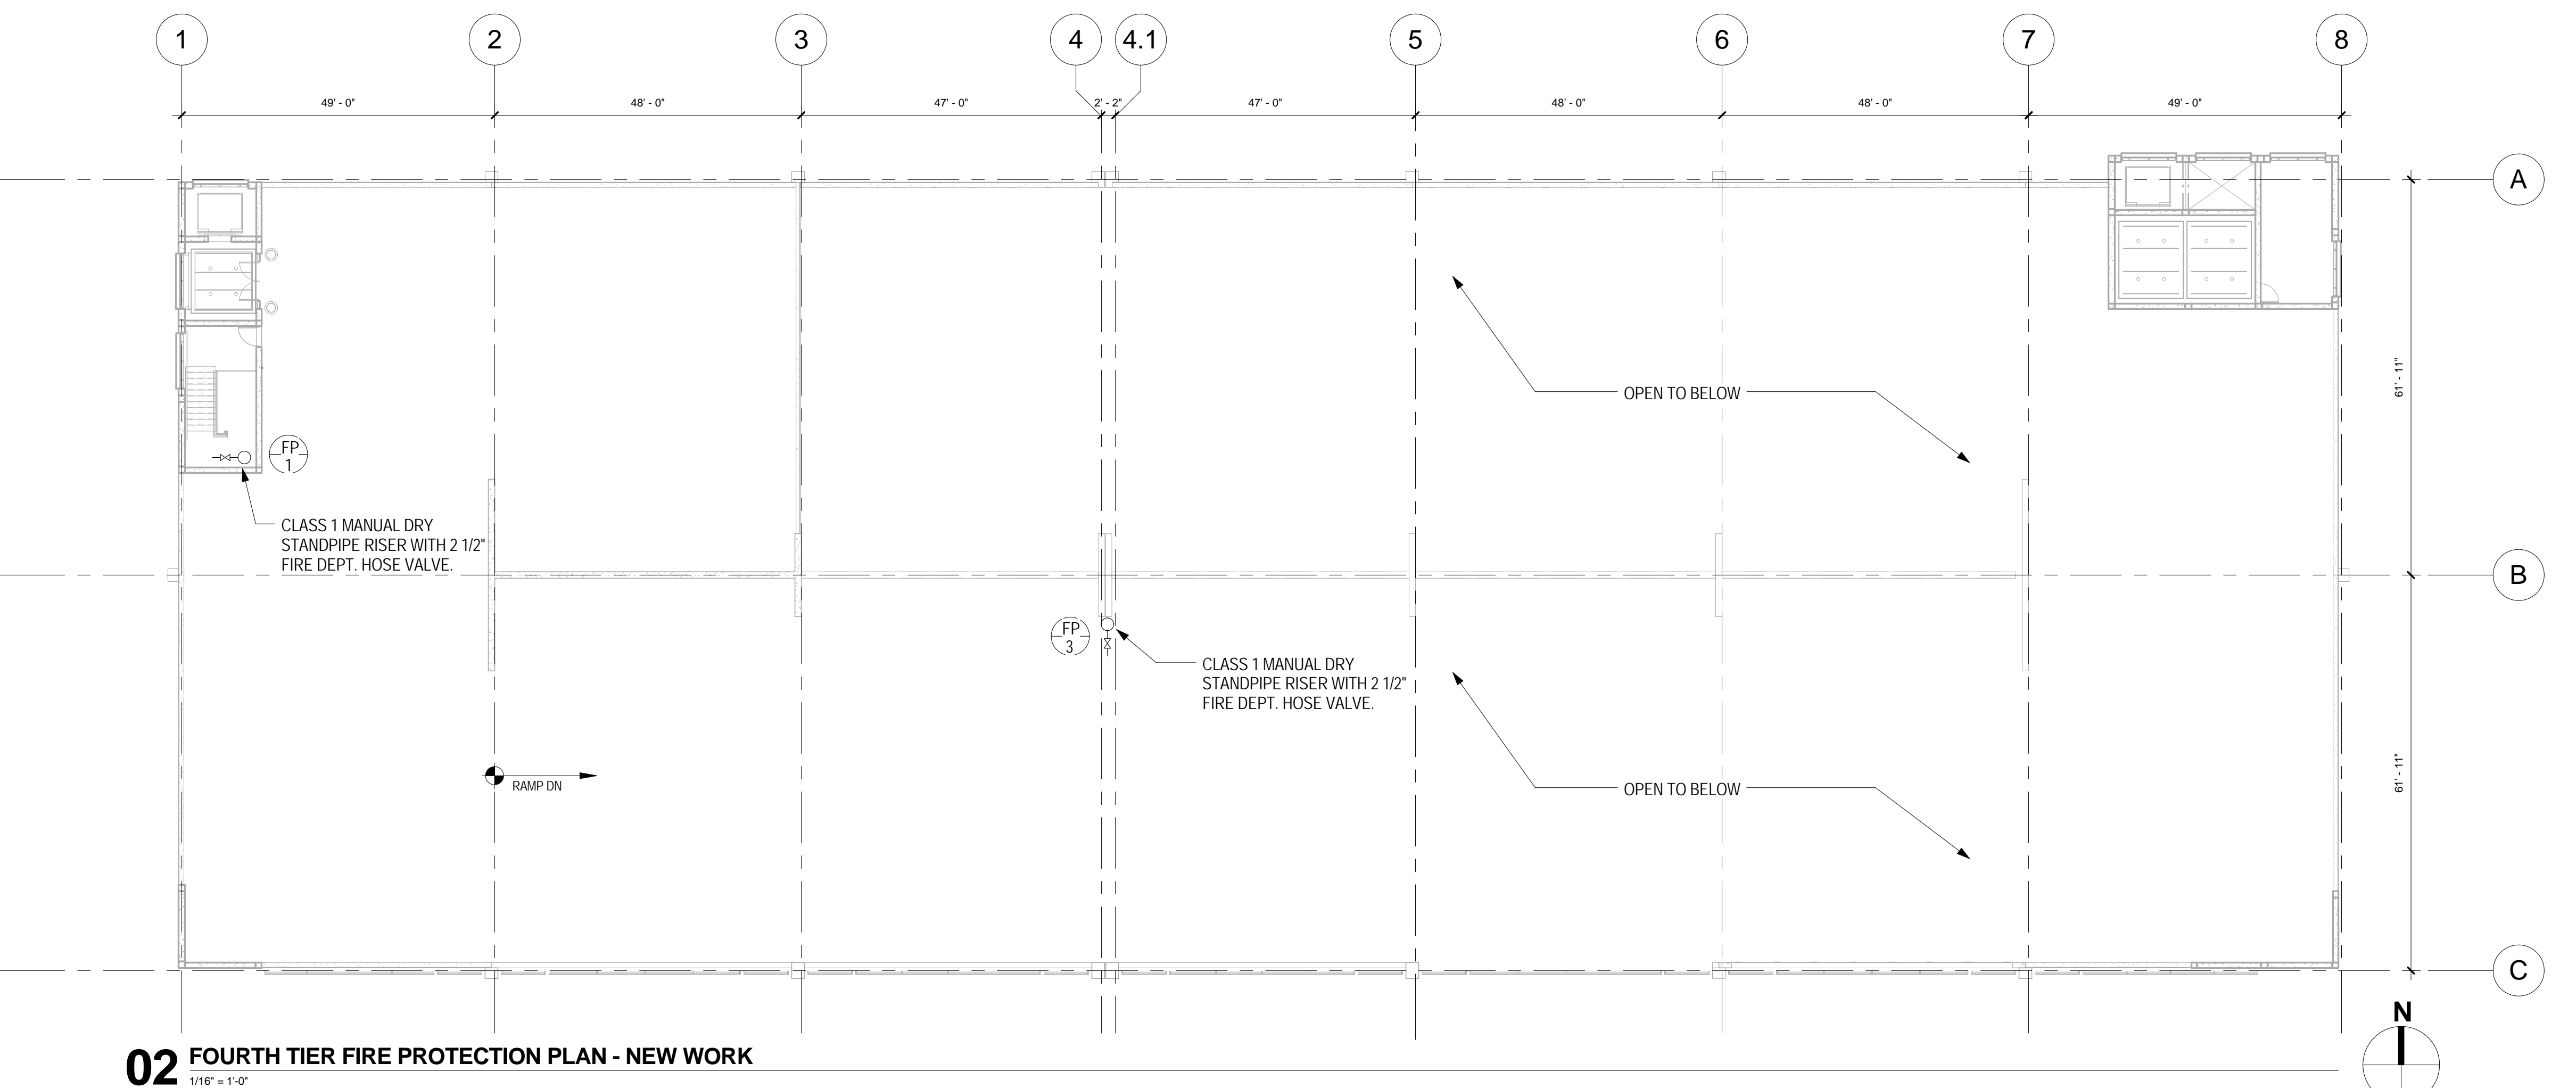 1 2 3 4 4.1 5 6 7 8
49' - 0" 48' - 0" 47' - 0" 2' - 2" 47' - 0" 48' - 0" 48' - 0" 49' - 0"
A
61' - 11"
OPEN TO BELOW
FP
1
CLASS 1 MANUAL DRY
STANDPIPE RISER WITH 2 1/2"
FIRE DEPT. HOSE VALVE.
B
FP
3
CLASS 1 MANUAL DRY
STANDPIPE RISER WITH 2 1/2"
FIRE DEPT. HOSE VALVE.
61' - 11"
RAMP DN
OPEN TO BELOW
C
N
02 FOURTH TIER FIRE PROTECTION PLAN - NEW WORK
1/16" = 1'-0"